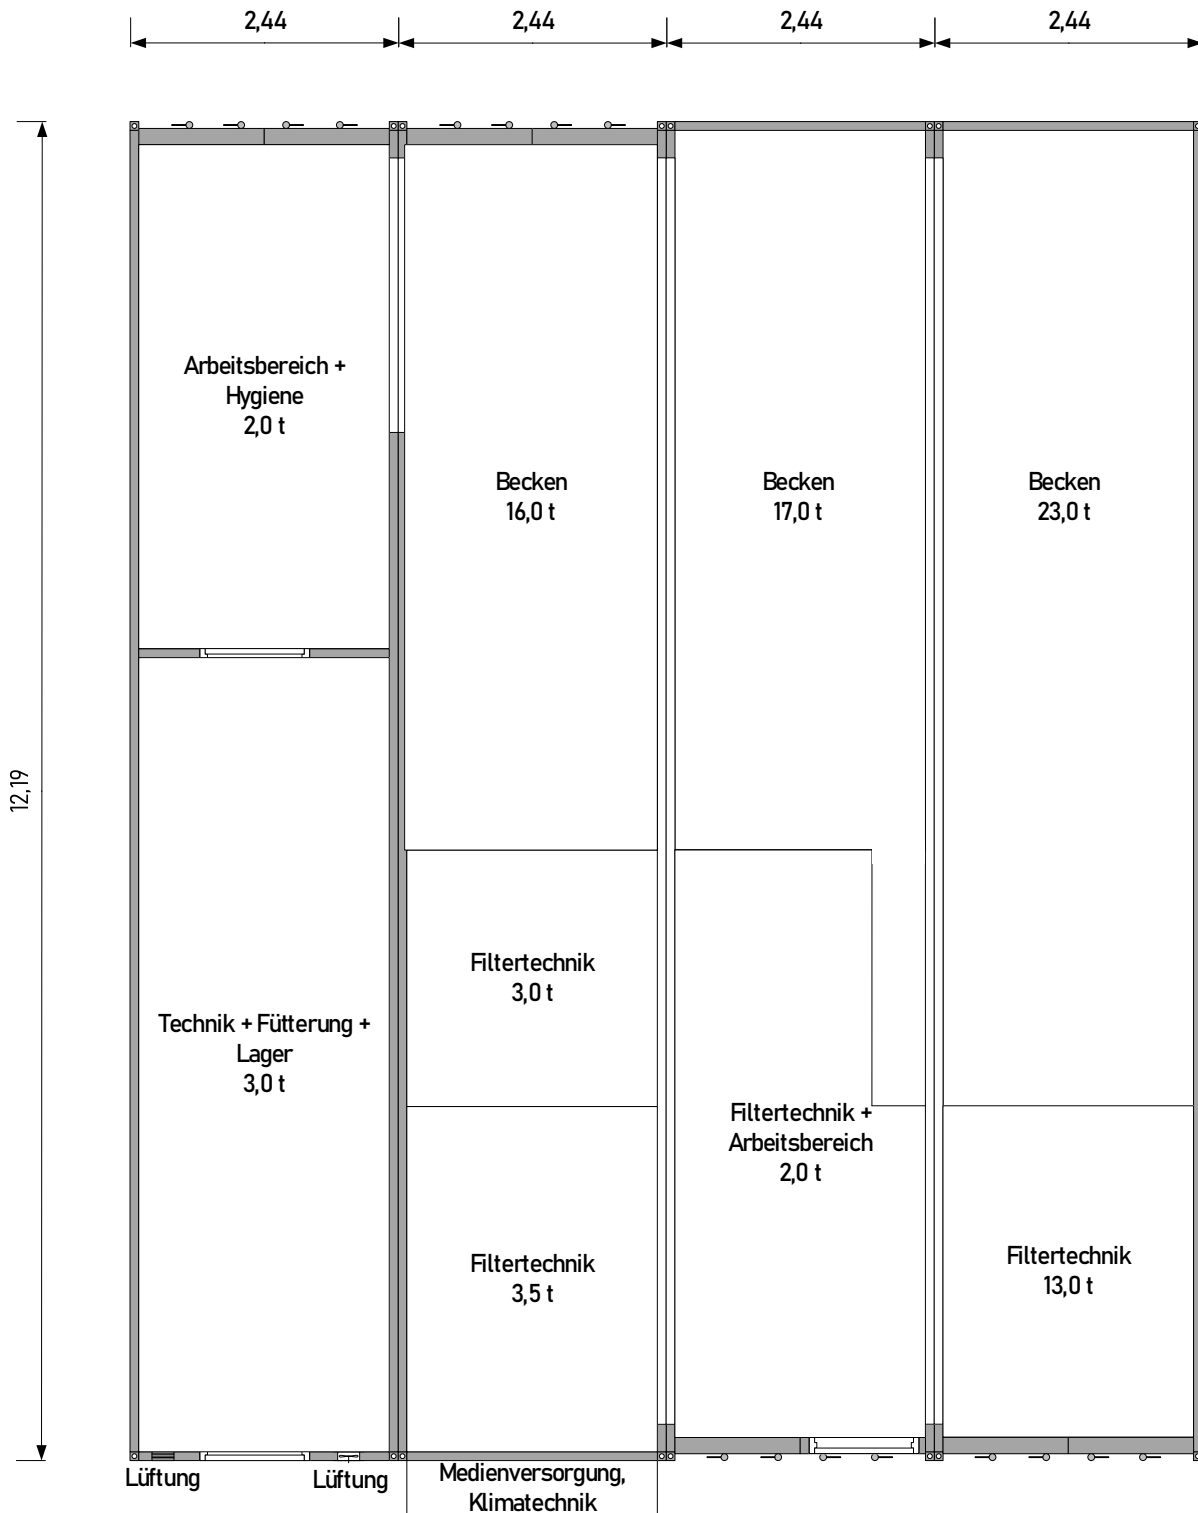 2,44
2,44
2,44
2,44
12,19
Arbeitsbereich +
Hygiene
2,0 t
Becken
16,0 t
Becken
17,0 t
Becken
23,0 t
Technik + Fütterung +
Lager
3,0 t
Filtertechnik
3,0 t
Filtertechnik
3,5 t
Filtertechnik +
Arbeitsbereich
2,0 t
Filtertechnik
13,0 t
Lüftung
Lüftung
Medienversorgung,
Klimatechnik